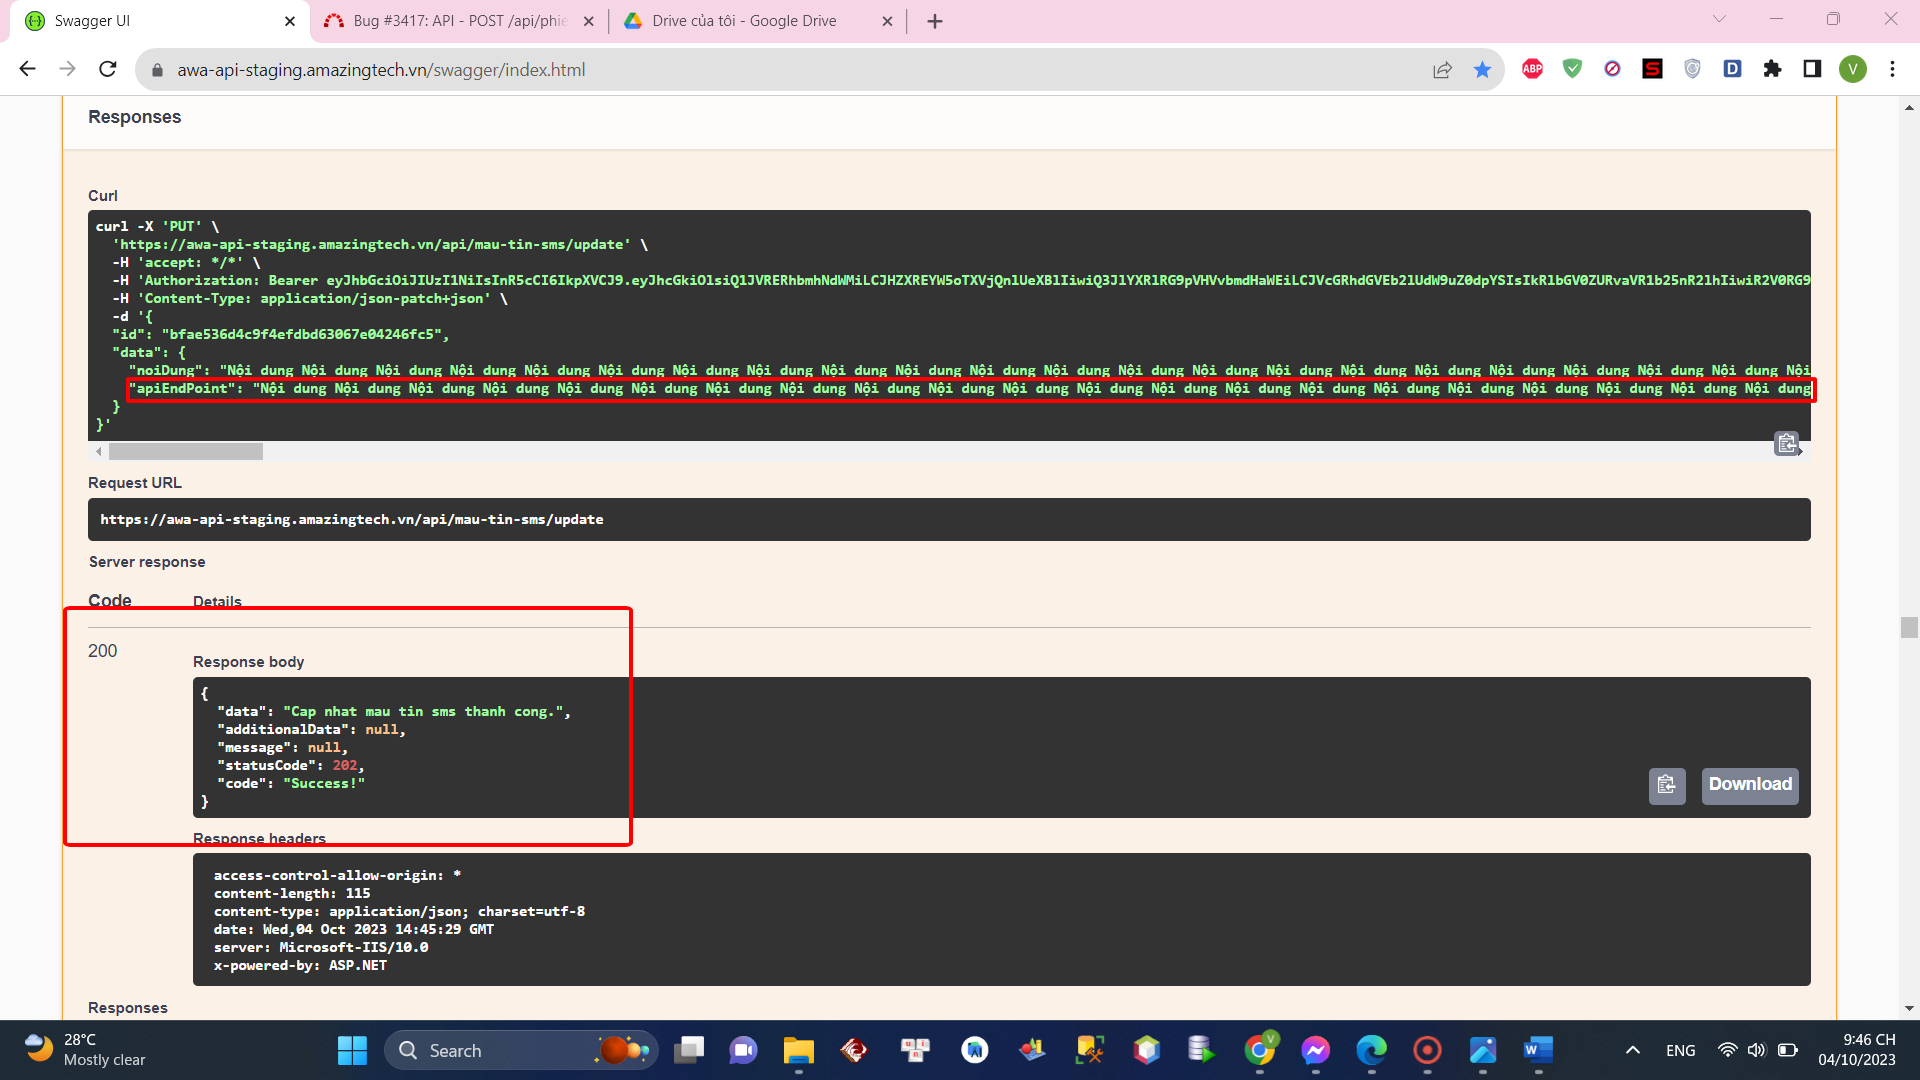 Swagger UI
Bug #3417: API - POST /api/phie
Drive của tôi - Google Drive
awa-api-staging.amazingtech.vn/swagger/index.html
ABP
S
D
V
Responses
Curl
curl -X 'PUT' \
'https://awa-api-staging.amazingtech.vn/api/mau-tin-sms/update' \
-H 'accept: */*' \
-H 'Authorization: Bearer
-H 'Content-Type: application/json-patch+json' \
-d '{
"id": "bfae536d4c9f4efdbd63067e04246fc5",
"data": {
"noiDung": "Nội dung Nội dung Nội dung Nội dung Nội dung Nội dung Nội dung Nội dung Nội dung Nội dung Nội dung Nội dung Nội dung Nội dung Nội dung Nội dung Nội dung Nội dung Nội dung Nội dung Nội dung Nội
"apiEndPoint": "Nội dung Nội dung Nội dung Nội dung Nội dung Nội dung Nội dung Nội dung Nội dung Nội dung Nội dung Nội dung Nội dung Nội dung Nội dung Nội dung Nội dung Nội dung Nội dung Nội dung Nội dung
}
}'
Request URL
https://awa-api-staging.amazingtech.vn/api/mau-tin-sms/update
Server response
Code Details
200
Response body
{
"data": "Cap nhat mau tin sms thanh cong.",
"additionalData": null,
"message": null,
"statusCode": 202,
"code": "Success!"
}
Download
Response headers
access-control-allow-origin: *
content-length: 115
content-type: application/json; charset=utf-8
date: Wed,04 Oct 2023 14:45:29 GMT
server: Microsoft-IIS/10.0
x-powered-by: ASP.NET
Responses
28°C
Mostly clear
Search
ENG
9:46 CH
04/10/2023